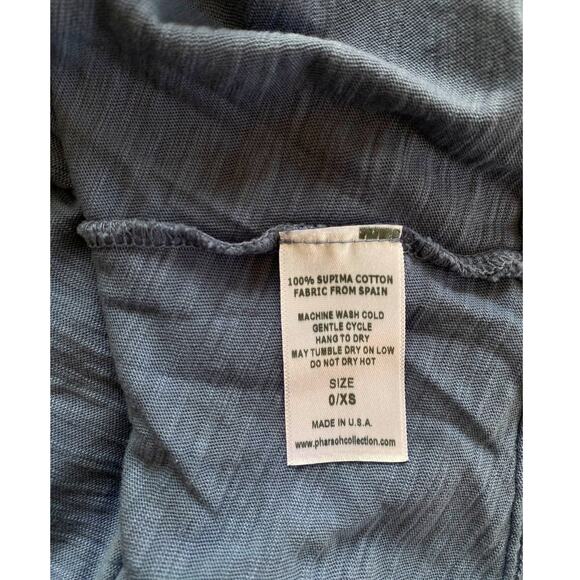 100% SUPIMA COTTON
FABRIC FROM SPAIN
MACHINE WASH COLD
GENTLE CYCLE
HANG TO DRY
MAY TUMBLE DRY ON LOW
DO NOT DRY HOT
SIZE
0/XS
MADE IN U.S.A.
www.pharaohcollection.com